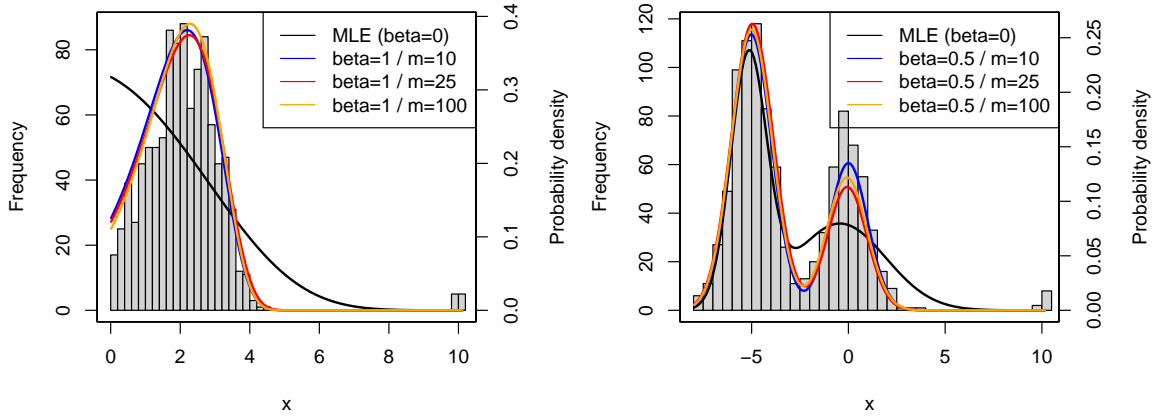 MLE (beta=0)
beta=1 / m=10
beta=1 / m=25
beta=1 / m=100
Frequency
0 20 40 60 80
Probability density
0.0 0.1 0.2 0.3 0.4
0 2 4 6 8 10
x
MLE (beta=0)
beta=0.5 / m=10
beta=0.5 / m=25
beta=0.5 / m=100
Frequency
0 20 40 60 80 100 120
Probability density
0.00 0.05 0.10 0.15 0.20 0.25
−5 0 5 10
x